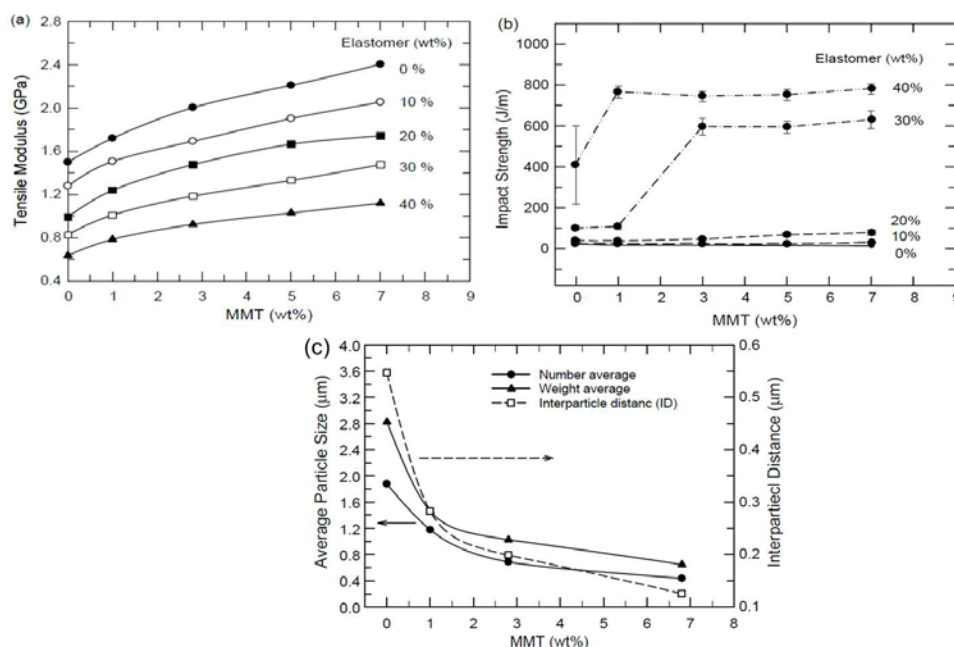 (a)
2.8
2.4
2.0
1.6
1.2
0.8
0.4
Tensile Modulus (GPa)
Elastomer (wt%)
0 %
10 %
20 %
30 %
40 %
0 1 2 3 4 5 6 7 8 9
MMT (wt%)
(b)
1000
800
600
400
200
0
Impact Strength (J/m)
Elastomer (wt%)
40%
30%
20%
10%
0%
0 1 2 3 4 5 6 7 8 9
MMT (wt%)
(c)
4.0
3.6
3.2
2.8
2.4
2.0
1.6
1.2
0.8
0.4
0.0
Average Particle Size (μm)
Number average
Weight average
Interparticle distanc (ID)
0.6
0.5
0.4
0.3
0.2
0.1
Interpartiecl Distance (μm)
0 1 2 3 4 5 6 7 8
MMT (wt%)